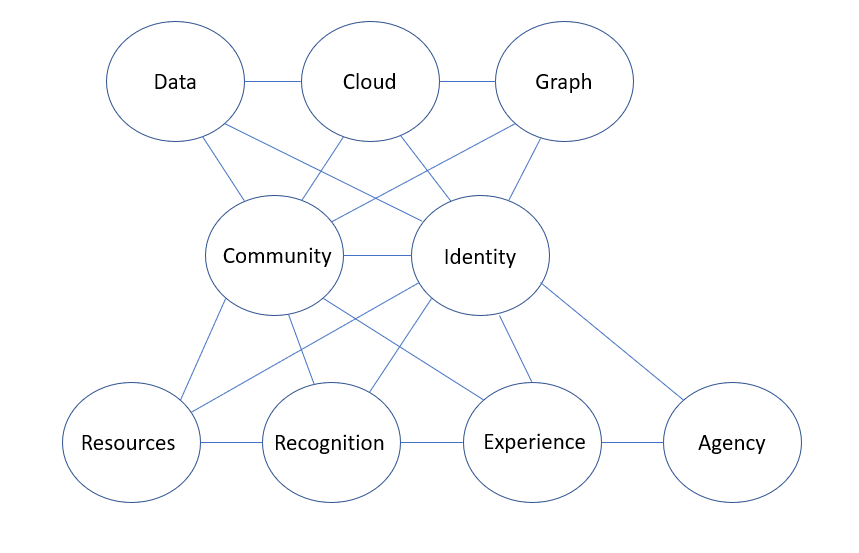 Data
Cloud
Graph
Community
Identity
Resources
Recognition
Experience
Agency